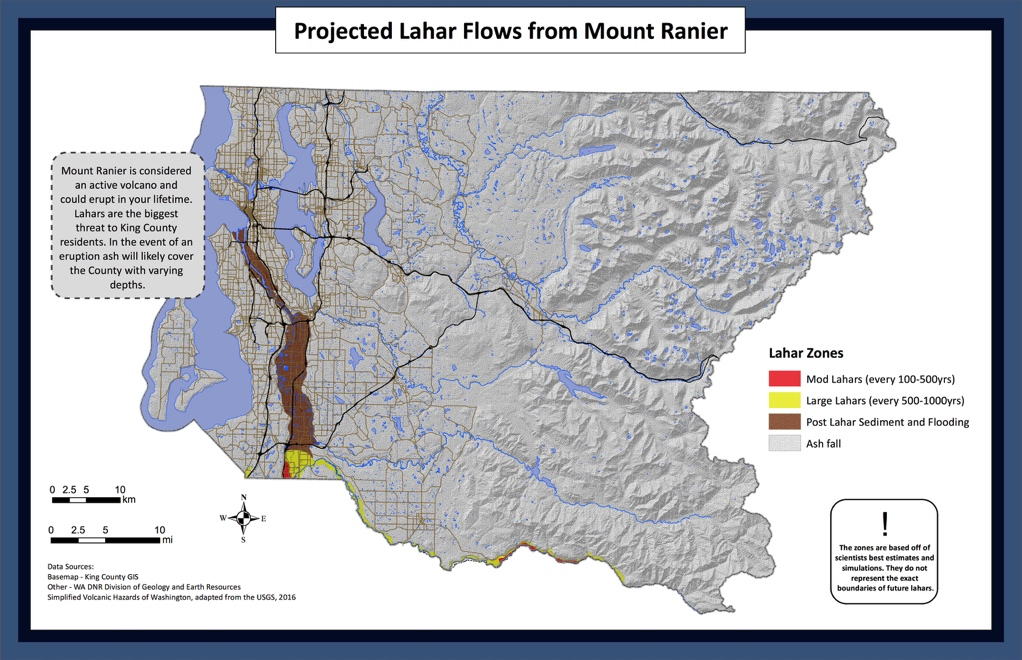 Projected Lahar Flows from Mount Ranier
Mount Ranier is considered
an active volcano and
could erupt in your lifetime.
Lahars are the biggest
threat to King County
residents. In the event of an
eruption ash will likely cover
the County with varying
depths.
Lahar Zones
Mod Lahars (every 100-500yrs)
Large Lahars (every 500-1000yrs)
Post Lahar Sediment and Flooding
Ash fall
0 2.5 5 10
km
0 2.5 5 10
mi
N
W E
S
Data Sources:
Basemap - King County GIS
Other - WA DNR Division of Geology and Earth Resources
Simplified Volcanic Hazards of Washington, adapted from the USGS, 2016
!
The zones are based off of
scientists best estimates and
simulations. They do not
represent the exact
boundaries of future lahars.